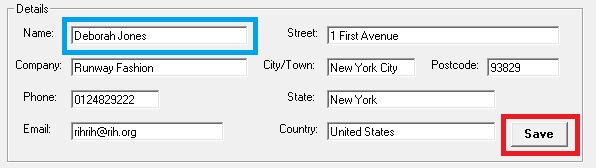 Details
Name: Deborah Jones Street: 1 First Avenue
Company: Runway Fashion City/Town: New York City Postcode: 93829
Phone: 0124829222 State: New York
Email: rihrih@rih.org Country: United States Save